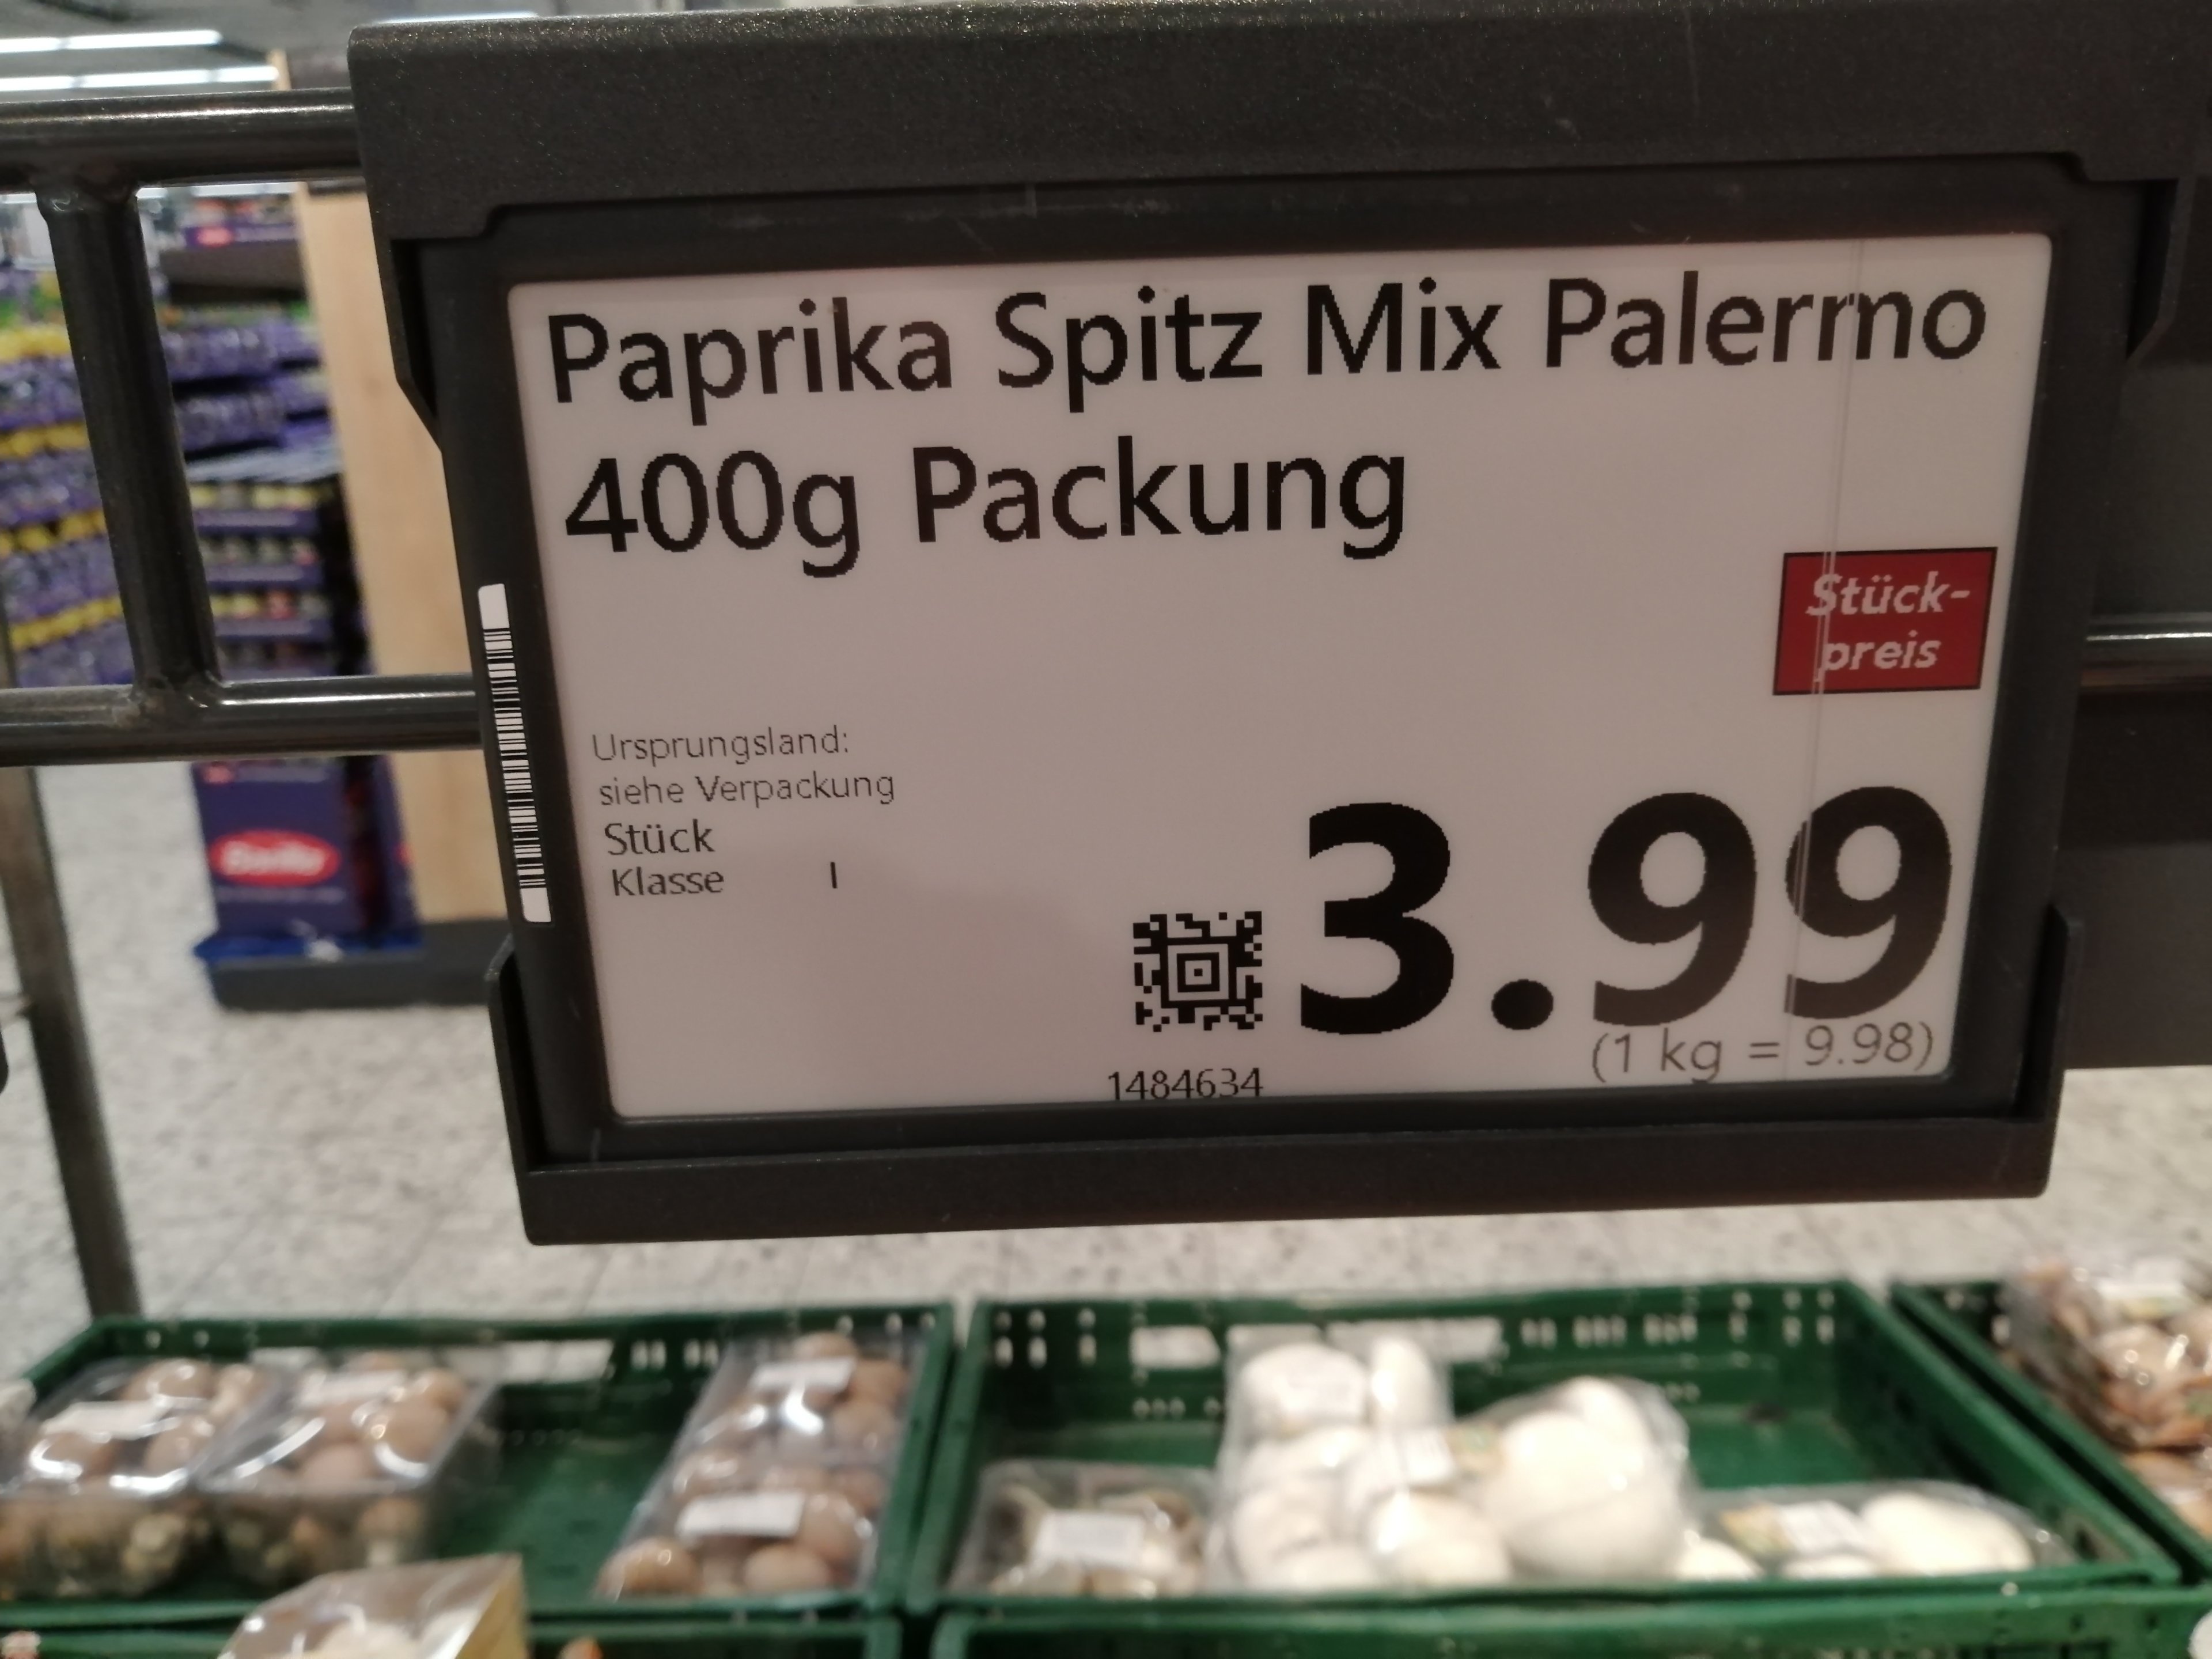 Paprika Spitz Mix Palermo
400g Packung
Stück-
preis
Ursprungsland:
siehe Verpackung
Stück
Klasse I
3.99
(1 kg = 9.98)
1484634